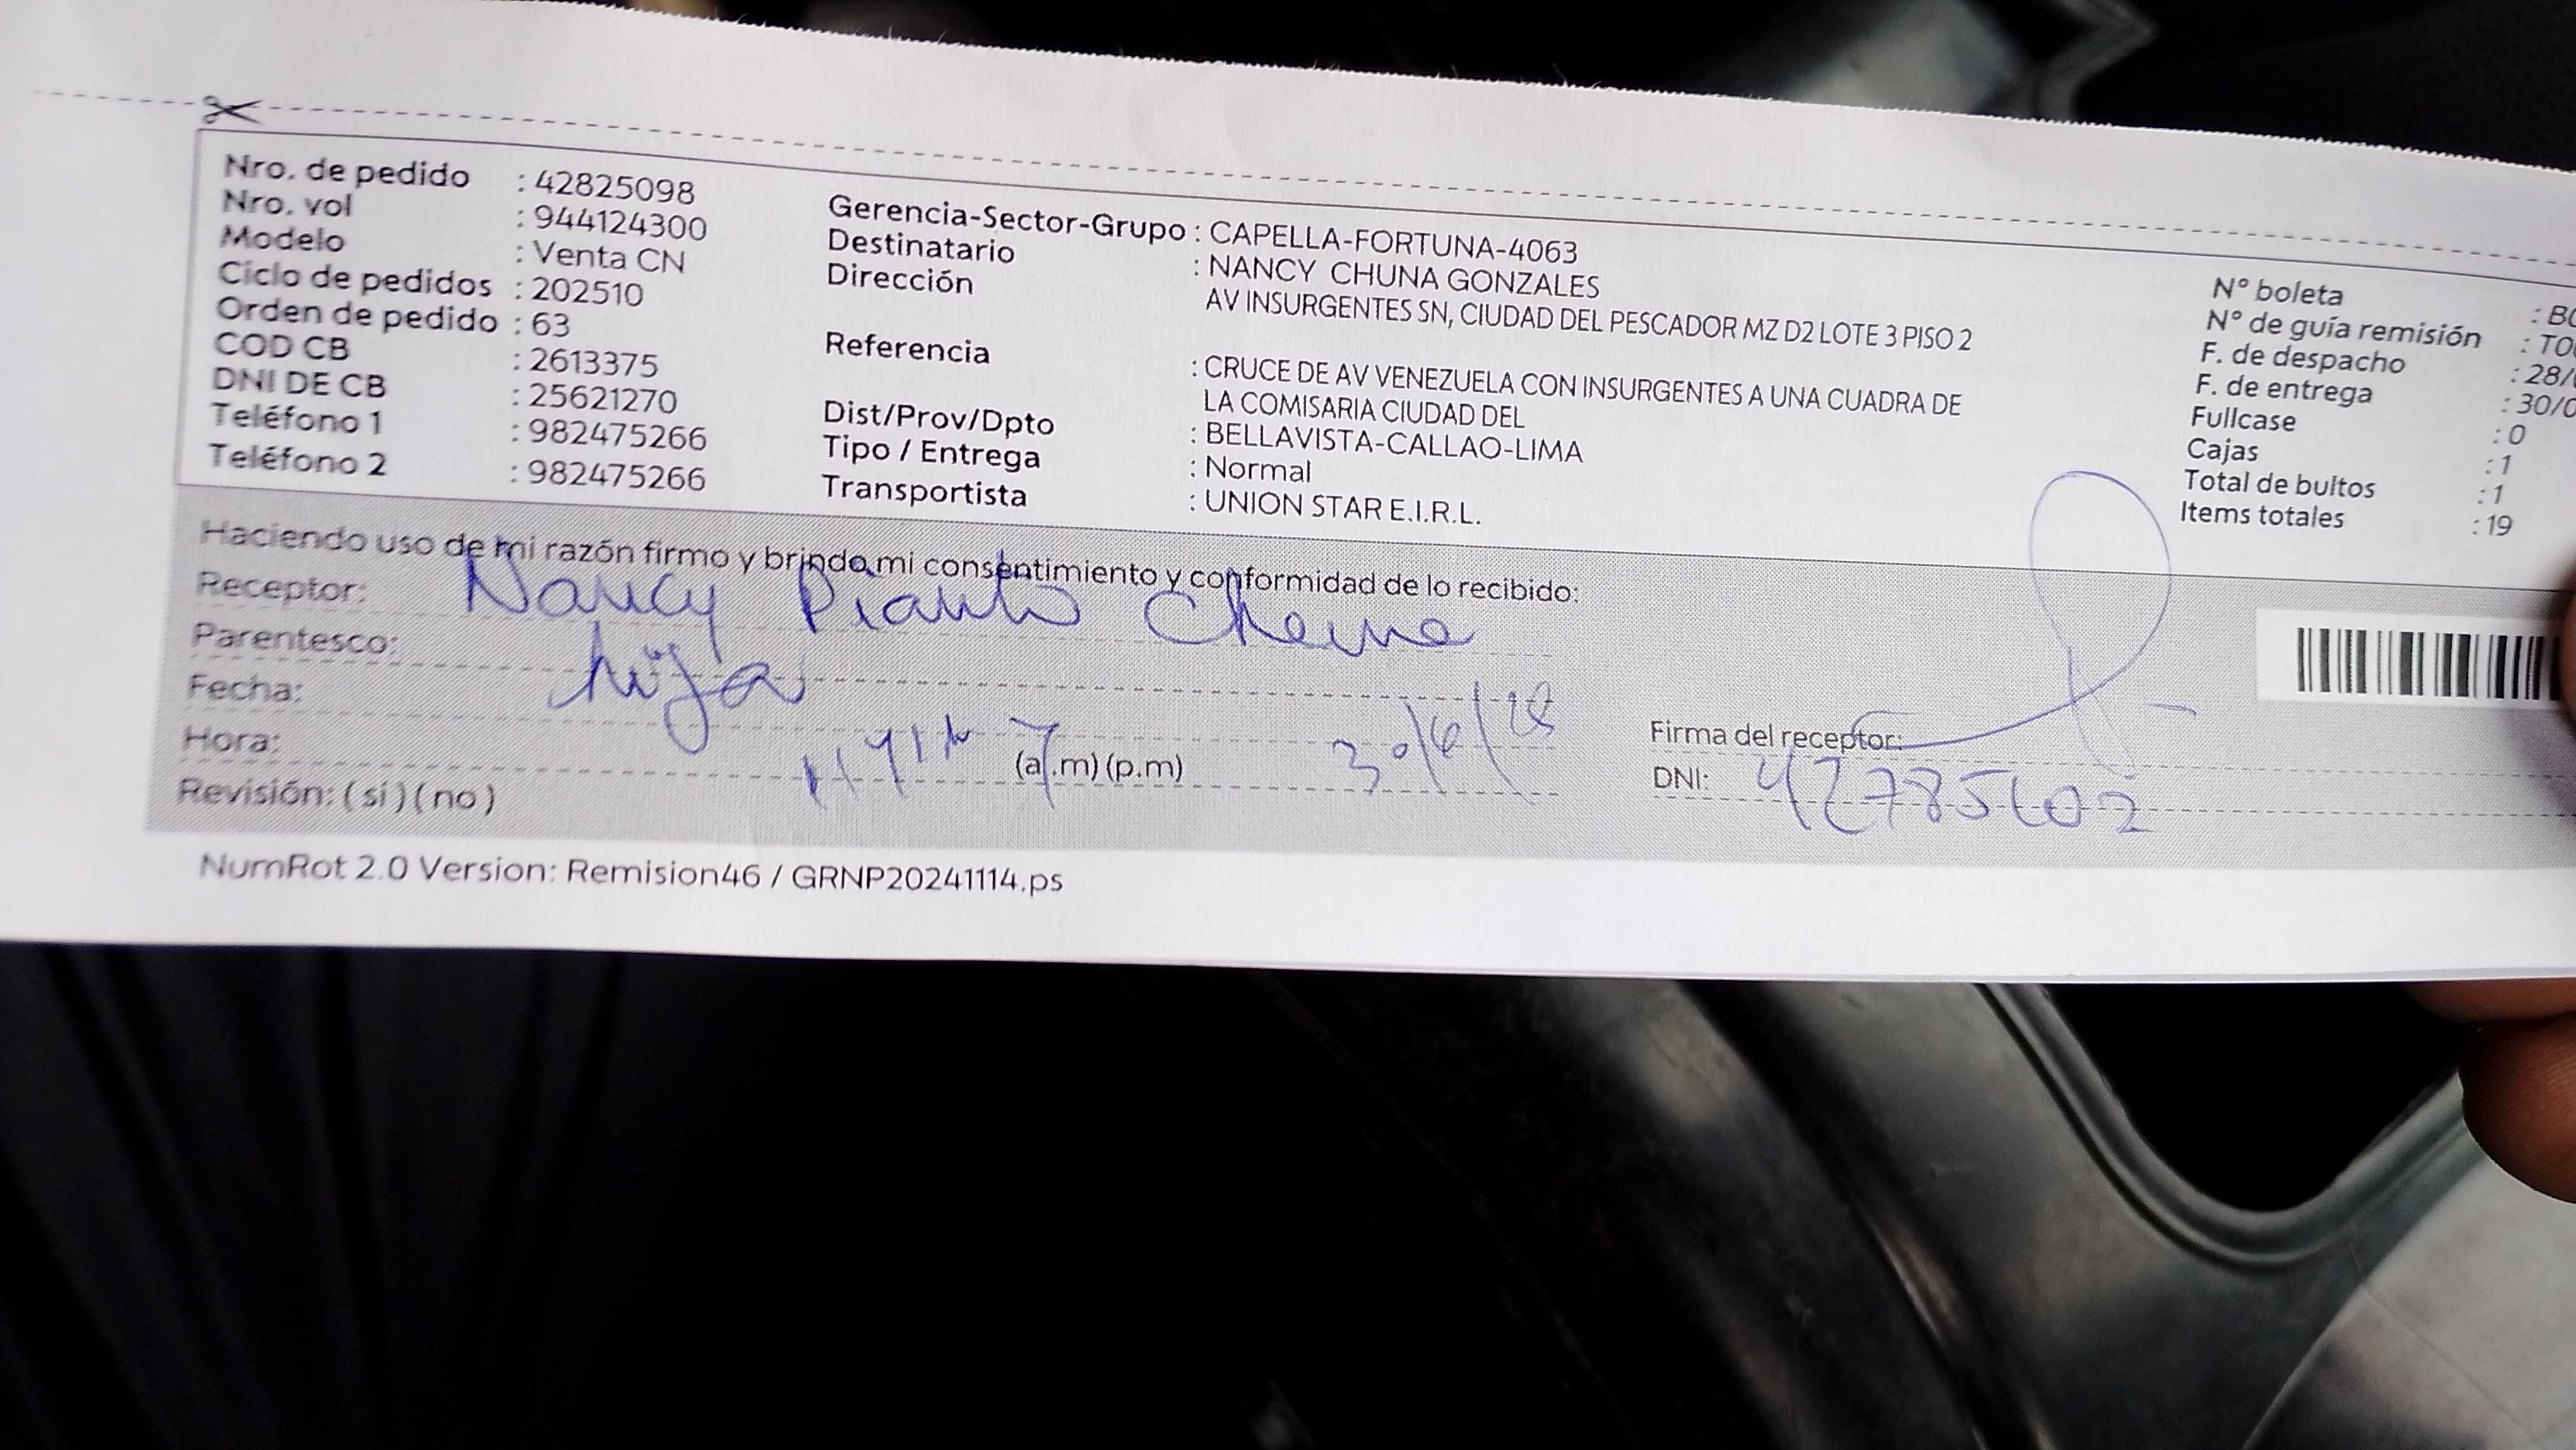 Nro. de pedido : 42825098
Nro. vol : 944124300
Modelo : Venta CN
Ciclo de pedidos : 202510
Orden de pedido : 63
COD CB : 2613375
DNI DE CB : 25621270
Teléfono 1 : 982475266
Teléfono 2 : 982475266
Gerencia-Sector-Grupo : CAPELLA-FORTUNA-4063
Destinatario : NANCY CHUNA GONZALES
Dirección AV INSURGENTES SN, CIUDAD DEL PESCADOR MZ D2 LOTE 3 PISO 2
Referencia : CRUCE DE AV VENEZUELA CON INSURGENTES A UNA CUADRA DE
LA COMISARIA CIUDAD DEL
Dist/Prov/Dpto : BELLAVISTA-CALLAO-LIMA
Tipo / Entrega : Normal
Transportista : UNION STAR E.I.R.L.
N° boleta : B
N° de guía remisión : T0
F. de despacho : 28/
F. de entrega : 30/0
Fullcase : 0
Cajas : 1
Total de bultos : 1
Items totales : 19
Haciendo uso de mi razón firmo y brindo mi consentimiento y conformidad de lo recibido:
Receptor: Nancy
Parentesco: hija
Fecha:
Hora: (a.m) (p.m)
Revisión: ( si ) ( no )
Firma del receptor:
DNI:
NumRot 2.0 Version: Remision46 / GRNP20241114.ps